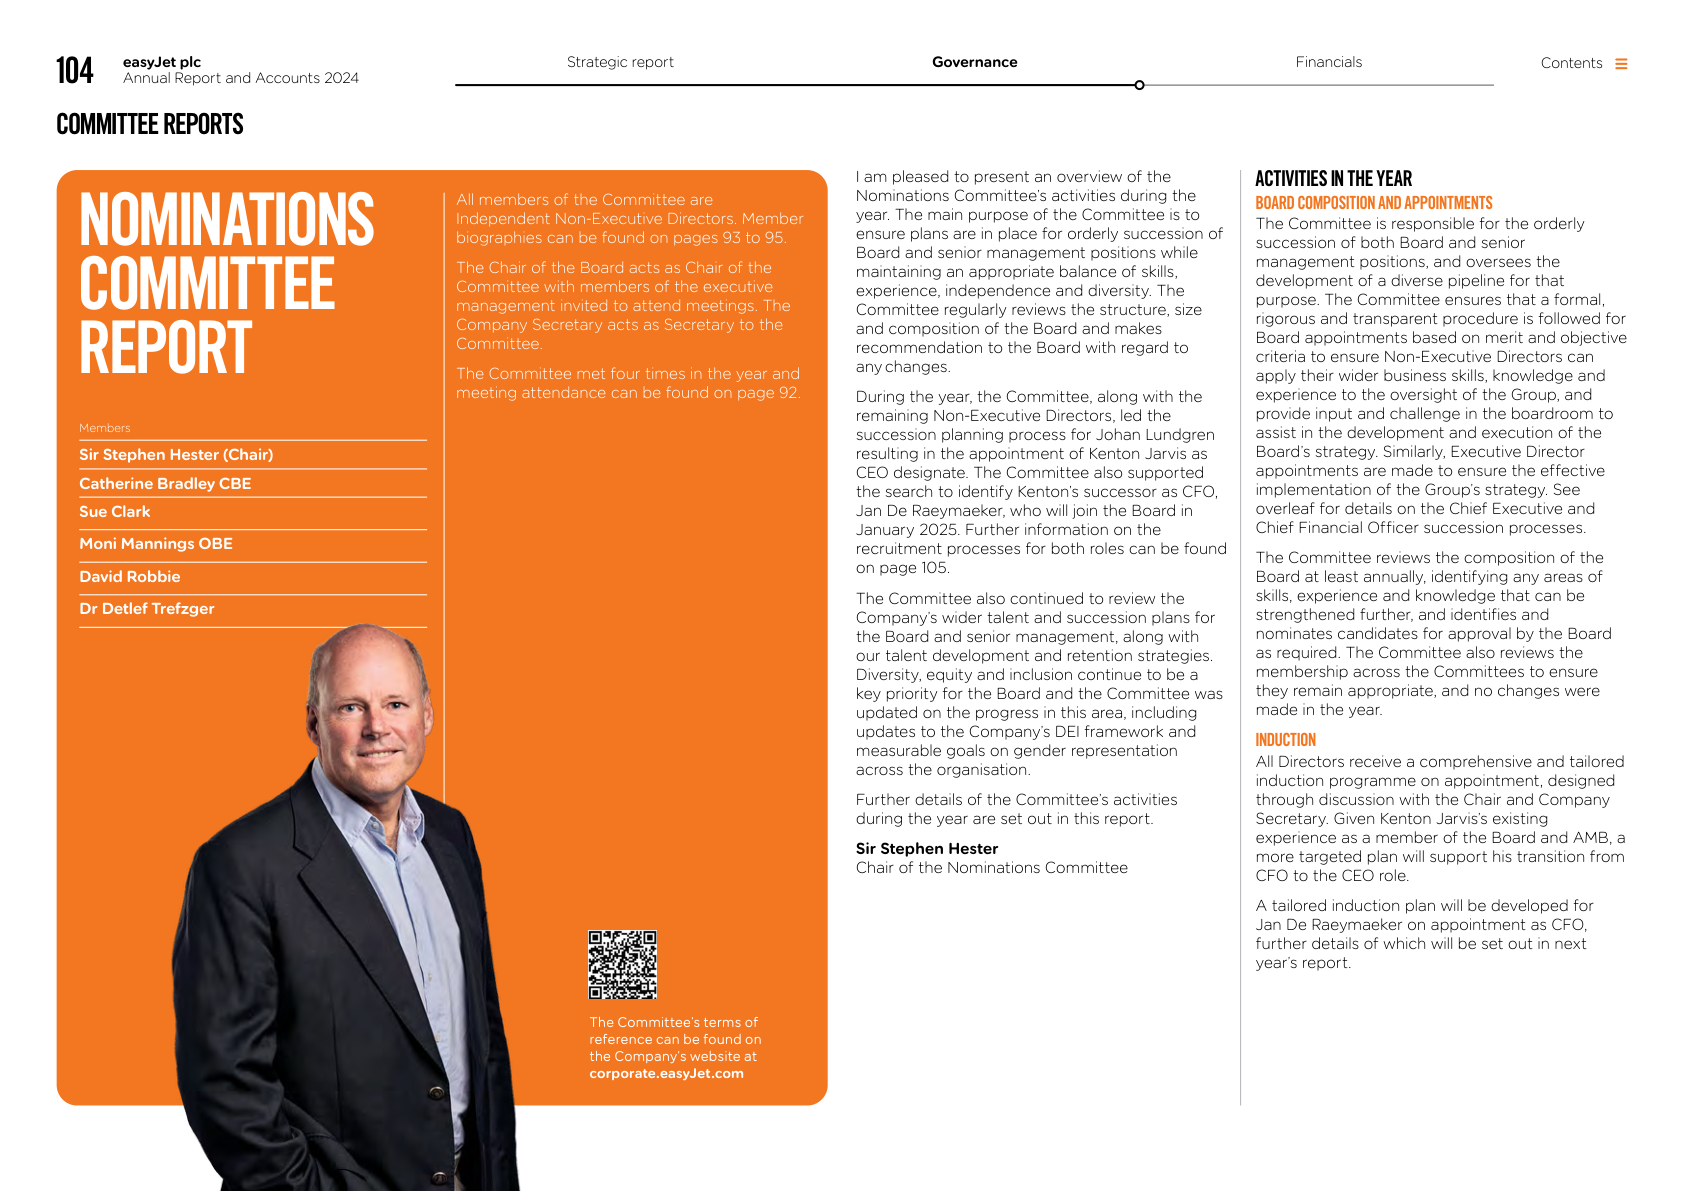 104
easyJet plc
Annual Report and Accounts 2024
Strategic report
Governance
Financials
Contents
COMMITTEE REPORTS
NOMINATIONS
COMMITTEE
REPORT
Members
Sir Stephen Hester (Chair)
Catherine Bradley CBE
Sue Clark
Moni Mannings OBE
David Robbie
Dr Detlef Trefzger
All members of the Committee are
Independent Non-Executive Directors. Member
biographies can be found on pages 93 to 95.
The Chair of the Board acts as Chair of the
Committee with members of the executive
management invited to attend meetings. The
Company Secretary acts as Secretary to the
Committee.
The Committee met four times in the year and
meeting attendance can be found on page 92.
The Committee's terms of
reference can be found on
the Company's website at
corporate.easyJet.com
I am pleased to present an overview of the
Nominations Committee's activities during the
year. The main purpose of the Committee is to
ensure plans are in place for orderly succession of
Board and senior management positions while
maintaining an appropriate balance of skills,
experience, independence and diversity. The
Committee regularly reviews the structure, size
and composition of the Board and makes
recommendation to the Board with regard to
any changes.
During the year, the Committee, along with the
remaining Non-Executive Directors, led the
succession planning process for Johan Lundgren
resulting in the appointment of Kenton Jarvis as
CEO designate. The Committee also supported
the search to identify Kenton's successor as CFO,
Jan De Raeymaeker, who will join the Board in
January 2025. Further information on the
recruitment processes for both roles can be found
on page 105.
The Committee also continued to review the
Company's wider talent and succession plans for
the Board and senior management, along with
our talent development and retention strategies.
Diversity, equity and inclusion continue to be a
key priority for the Board and the Committee was
updated on the progress in this area, including
updates to the Company's DEI framework and
measurable goals on gender representation
across the organisation.
Further details of the Committee's activities
during the year are set out in this report.
Sir Stephen Hester
Chair of the Nominations Committee
ACTIVITIES IN THE YEAR
BOARD COMPOSITION AND APPOINTMENTS
The Committee is responsible for the orderly
succession of both Board and senior
management positions, and oversees the
development of a diverse pipeline for that
purpose. The Committee ensures that a formal,
rigorous and transparent procedure is followed for
Board appointments based on merit and objective
criteria to ensure Non-Executive Directors can
apply their wider business skills, knowledge and
experience to the oversight of the Group, and
provide input and challenge in the boardroom to
assist in the development and execution of the
Board's strategy. Similarly, Executive Director
appointments are made to ensure the effective
implementation of the Group's strategy. See
overleaf for details on the Chief Executive and
Chief Financial Officer succession processes.
The Committee reviews the composition of the
Board at least annually, identifying any areas of
skills, experience and knowledge that can be
strengthened further, and identifies and
nominates candidates for approval by the Board
as required. The Committee also reviews the
membership across the Committees to ensure
they remain appropriate, and no changes were
made in the year.
INDUCTION
All Directors receive a comprehensive and tailored
induction programme on appointment, designed
through discussion with the Chair and Company
Secretary. Given Kenton Jarvis's existing
experience as a member of the Board and AMB, a
more targeted plan will support his transition from
CFO to the CEO role.
A tailored induction plan will be developed for
Jan De Raeymaeker on appointment as CFO,
further details of which will be set out in next
year's report.